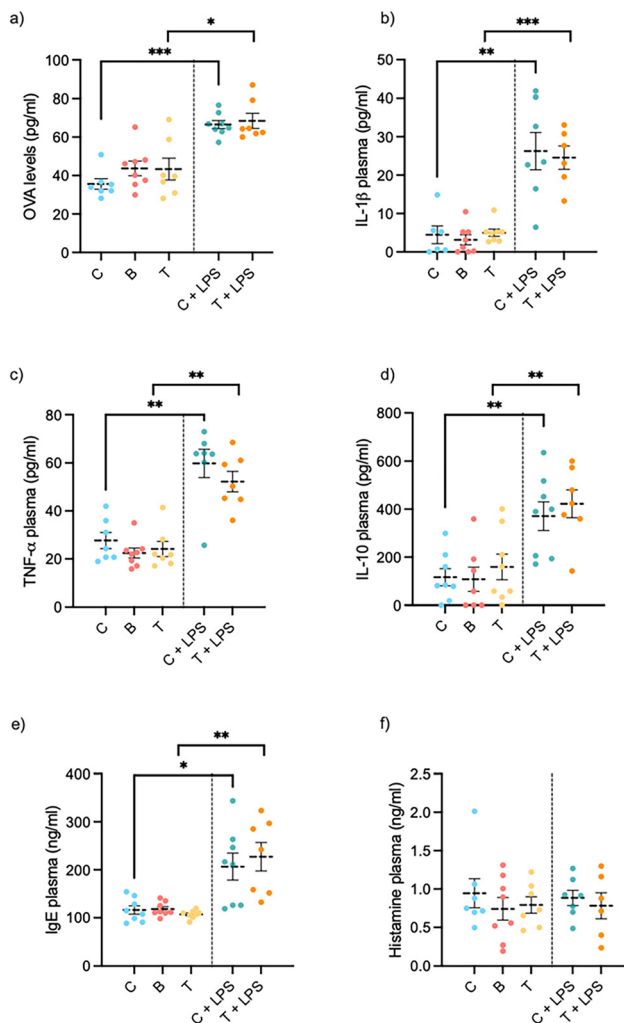 a)
* 
***
OVA levels (pg/ml)
100
80
60
40
20
0
C
B
T
C + LPS
T + LPS
b)
***
**
IL-1β plasma (pg/ml)
50
40
30
20
10
0
C
B
T
C + LPS
T + LPS
c)
**
**
TNF-α plasma (pg/ml)
80
60
40
20
0
C
B
T
C + LPS
T + LPS
d)
**
**
IL-10 plasma (pg/ml)
800
600
400
200
0
C
B
T
C + LPS
T + LPS
e)
**
*
IgE plasma (ng/ml)
400
300
200
100
0
C
B
T
C + LPS
T + LPS
f)
Histamine plasma (ng/ml)
2.5
2.0
1.5
1.0
0.5
0.0
C
B
T
C + LPS
T + LPS